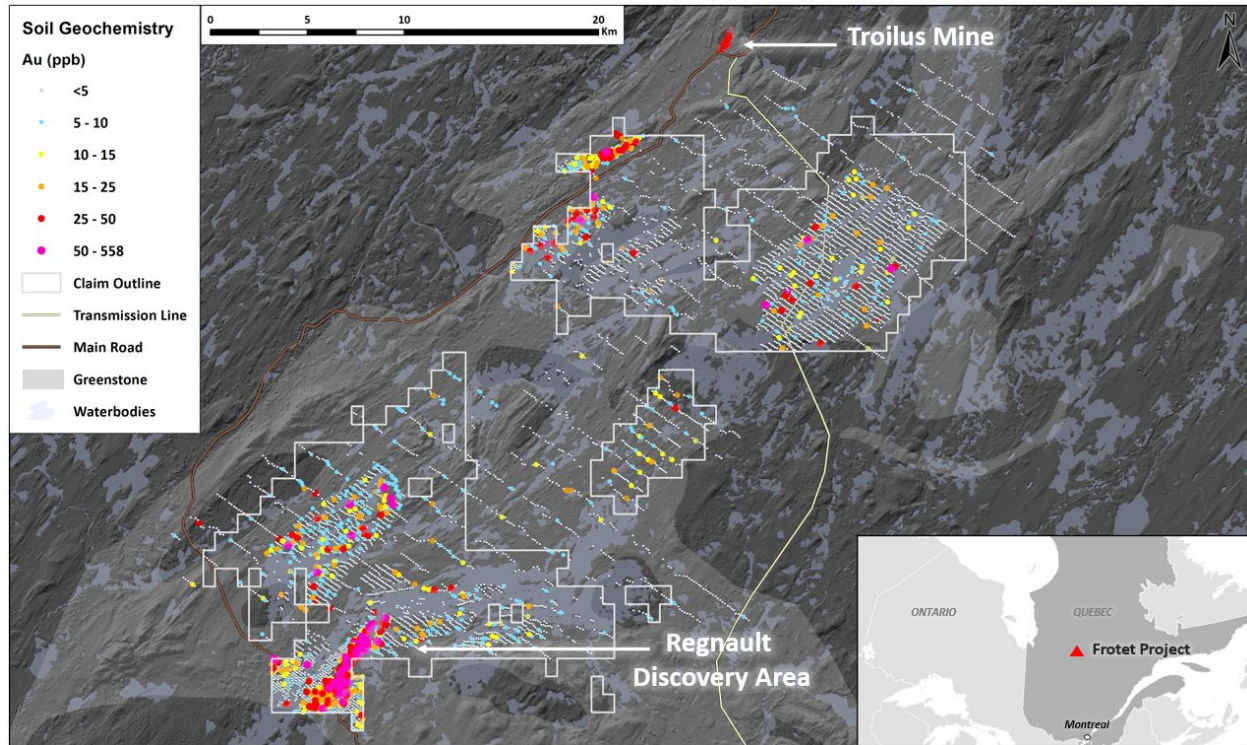 Soil Geochemistry
Au (ppb)
<5
5 - 10
10 - 15
15 - 25
25 - 50
50 - 558
Claim Outline
Transmission Line
Main Road
Greenstone
Waterbodies
0 5 10 20
Km
Troilus Mine
N
Regnault
Discovery Area
ONTARIO
QUEBEC
Frotet Project
Montreal